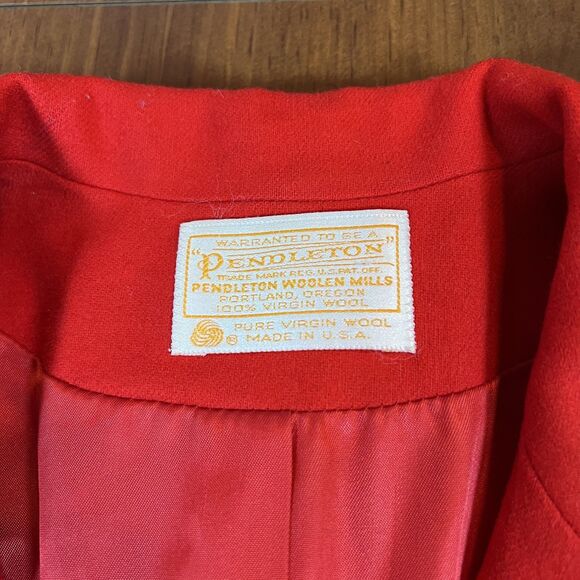 WARRANTED TO BE A
"PENDLETON"
TRADE MARK REG. U.S. PAT. OFF.
PENDLETON WOOLEN MILLS
PORTLAND, OREGON
100% VIRGIN WOOL
® PURE VIRGIN WOOL
MADE IN U.S.A.